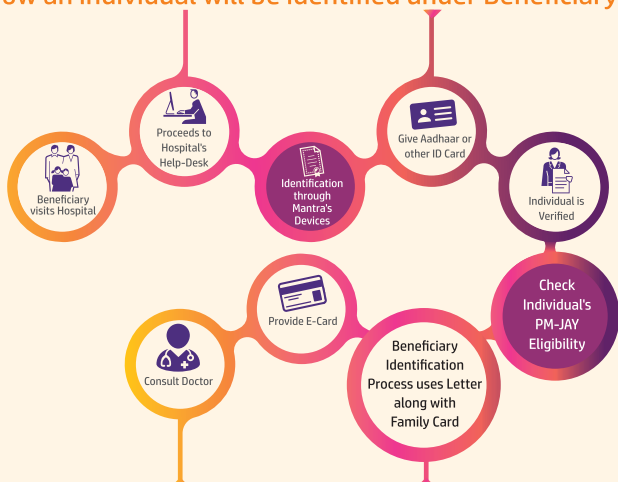 ow an individual will be identified under Beneficiary
Beneficiary
visits Hospital
Proceeds to
Hospital's
Help-Desk
Identification
through
Mantra's
Devices
Give Aadhaar or
other ID Card
Individual is
Verified
Check
Individual's
PM-JAY
Eligibility
Beneficiary
Identification
Process uses Letter
along with
Family Card
Provide E-Card
Consult Doctor